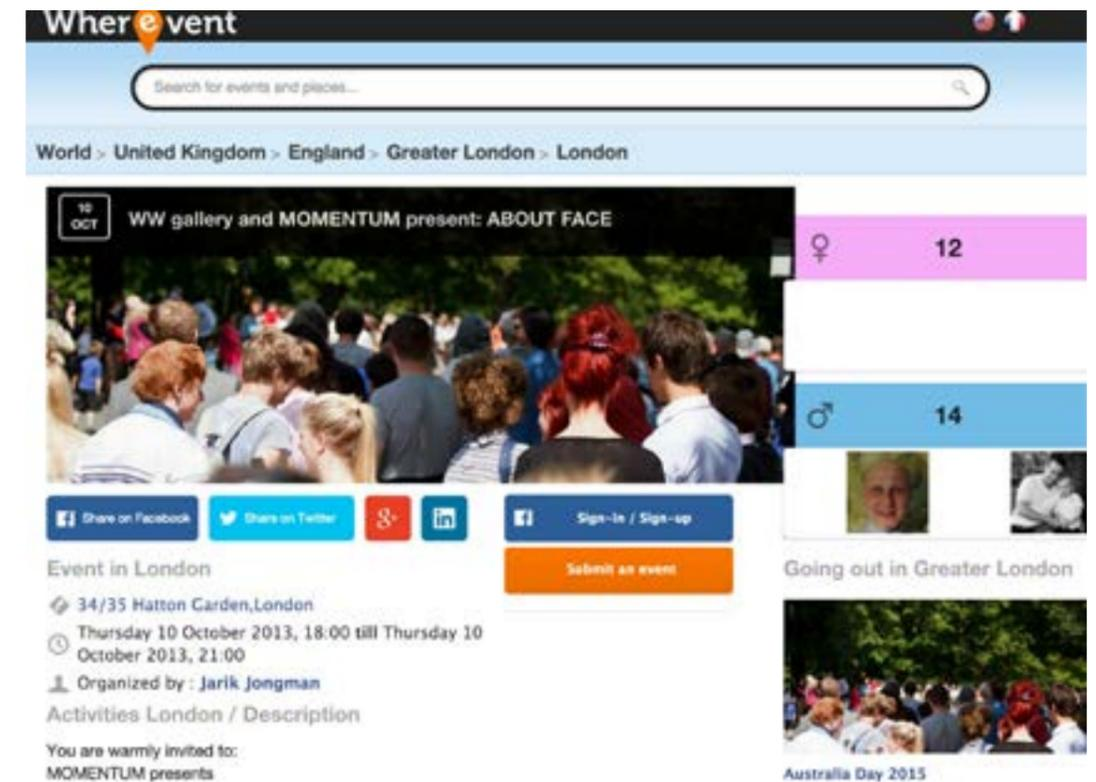 Wherevent
Search for events and places...
World > United Kingdom > England > Greater London > London
10
OCT
WW gallery and MOMENTUM present: ABOUT FACE
♀ 12
♂ 14
Share on Facebook
Share on Twitter
8+
in
Sign-in / Sign-up
Submit an event
Event in London
34/35 Hatton Garden,London
Thursday 10 October 2013, 18:00 till Thursday 10
October 2013, 21:00
Organized by : Jarik Jongman
Activities London / Description
You are warmly invited to:
MOMENTUM presents
Going out in Greater London
Australia Day 2015